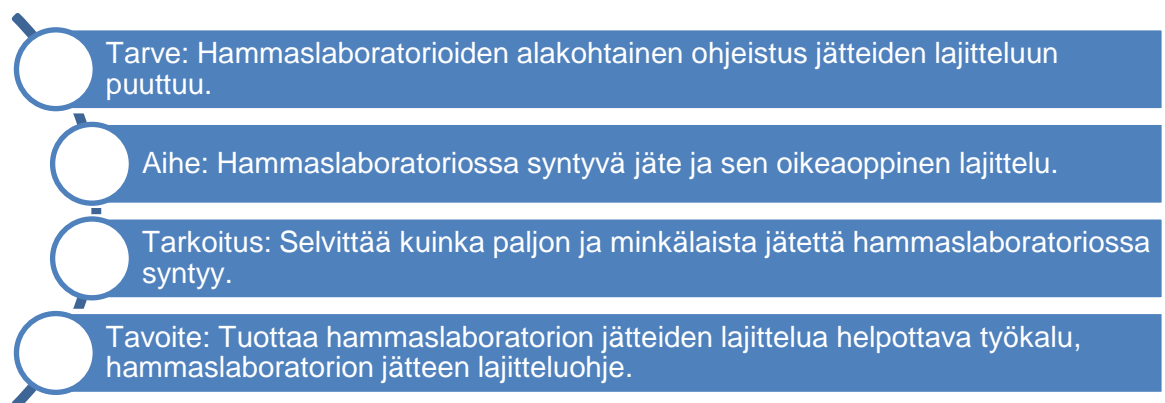 Tarve: Hammaslaboratorioiden alakohtainen ohjeistus jätteiden lajitteluun
puuttuu.
Aihe: Hammaslaboratoriossa syntyvä jäte ja sen oikeaoppinen lajittelu.
Tarkoitus: Selvittää kuinka paljon ja minkälaista jätettä hammaslaboratoriossa
syntyy.
Tavoite: Tuottaa hammaslaboratorion jätteiden lajittelua helpottava työkalu,
hammaslaboratorion jätteen lajitteluohje.